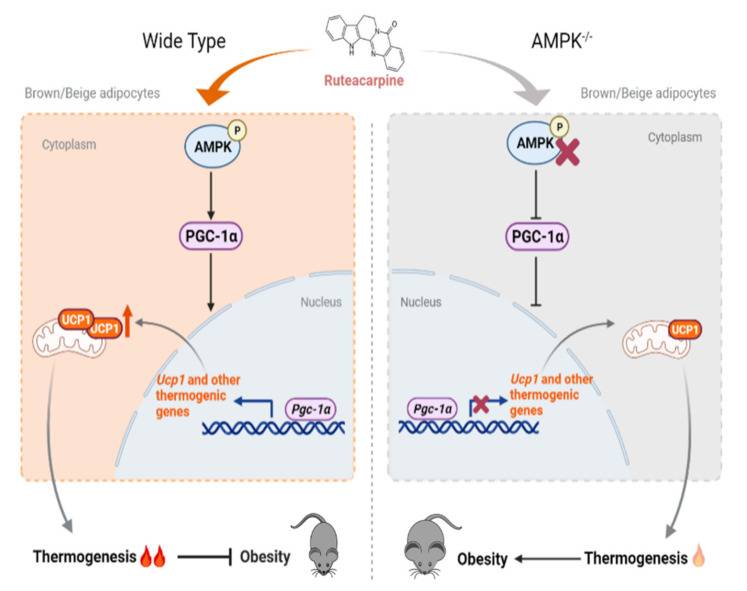 Wide Type
AMPK-/-
N
O
N
H
N
Ruteacarpine
Brown/Beige adipocytes
Brown/Beige adipocytes
Cytoplasm
P
AMPK
PGC-1α
Nucleus
UCP1
UCP1
Ucp1 and other
thermogenic
genes
Pgc-1α
Thermogenesis
Obesity
Cytoplasm
P
AMPK
PGC-1α
Nucleus
UCP1
Ucp1 and other
thermogenic
genes
Pgc-1α
Obesity
Thermogenesis